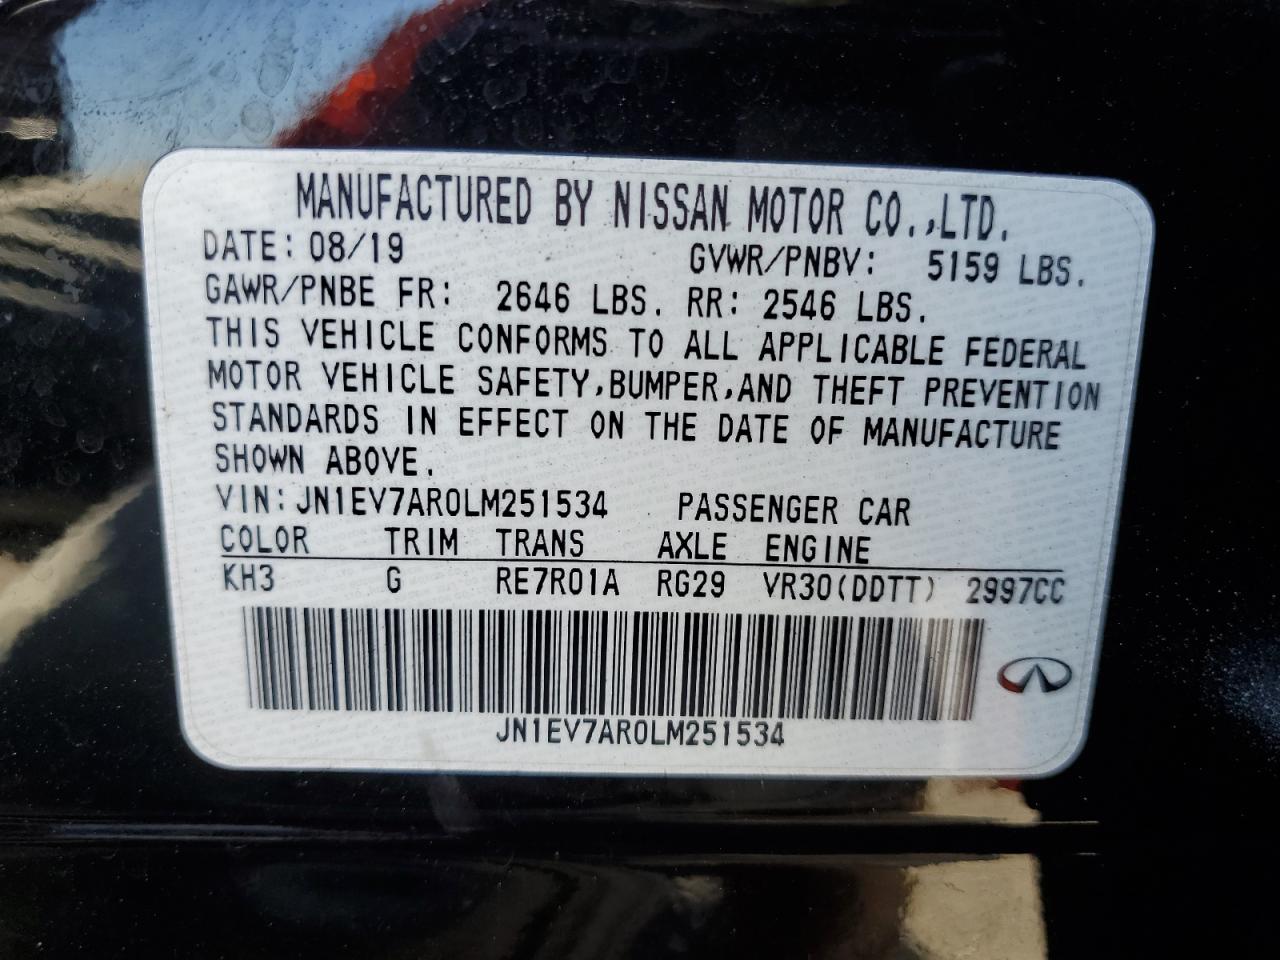 MANUFACTURED BY NISSAN MOTOR CO.,LTD.
DATE: 08/19 GVWR/PNBV: 5159 LBS.
GAWR/PNBE FR: 2646 LBS. RR: 2546 LBS.
THIS VEHICLE CONFORMS TO ALL APPLICABLE FEDERAL
MOTOR VEHICLE SAFETY,BUMPER,AND THEFT PREVENTION
STANDARDS IN EFFECT ON THE DATE OF MANUFACTURE
SHOWN ABOVE.
VIN:JN1EV7AR0LM251534 PASSENGER CAR
COLOR TRIM TRANS AXLE ENGINE
KH3 G RE7R01A RG29 VR30(DDTT) 2997CC
JN1EV7AR0LM251534